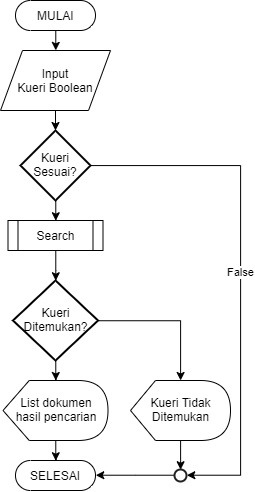 MULAI
Input
Kueri Boolean
Kueri
Sesuai?
Search
False
Kueri
Ditemukan?
List dokumen
hasil pencarian
Kueri Tidak
Ditemukan
SELESAI